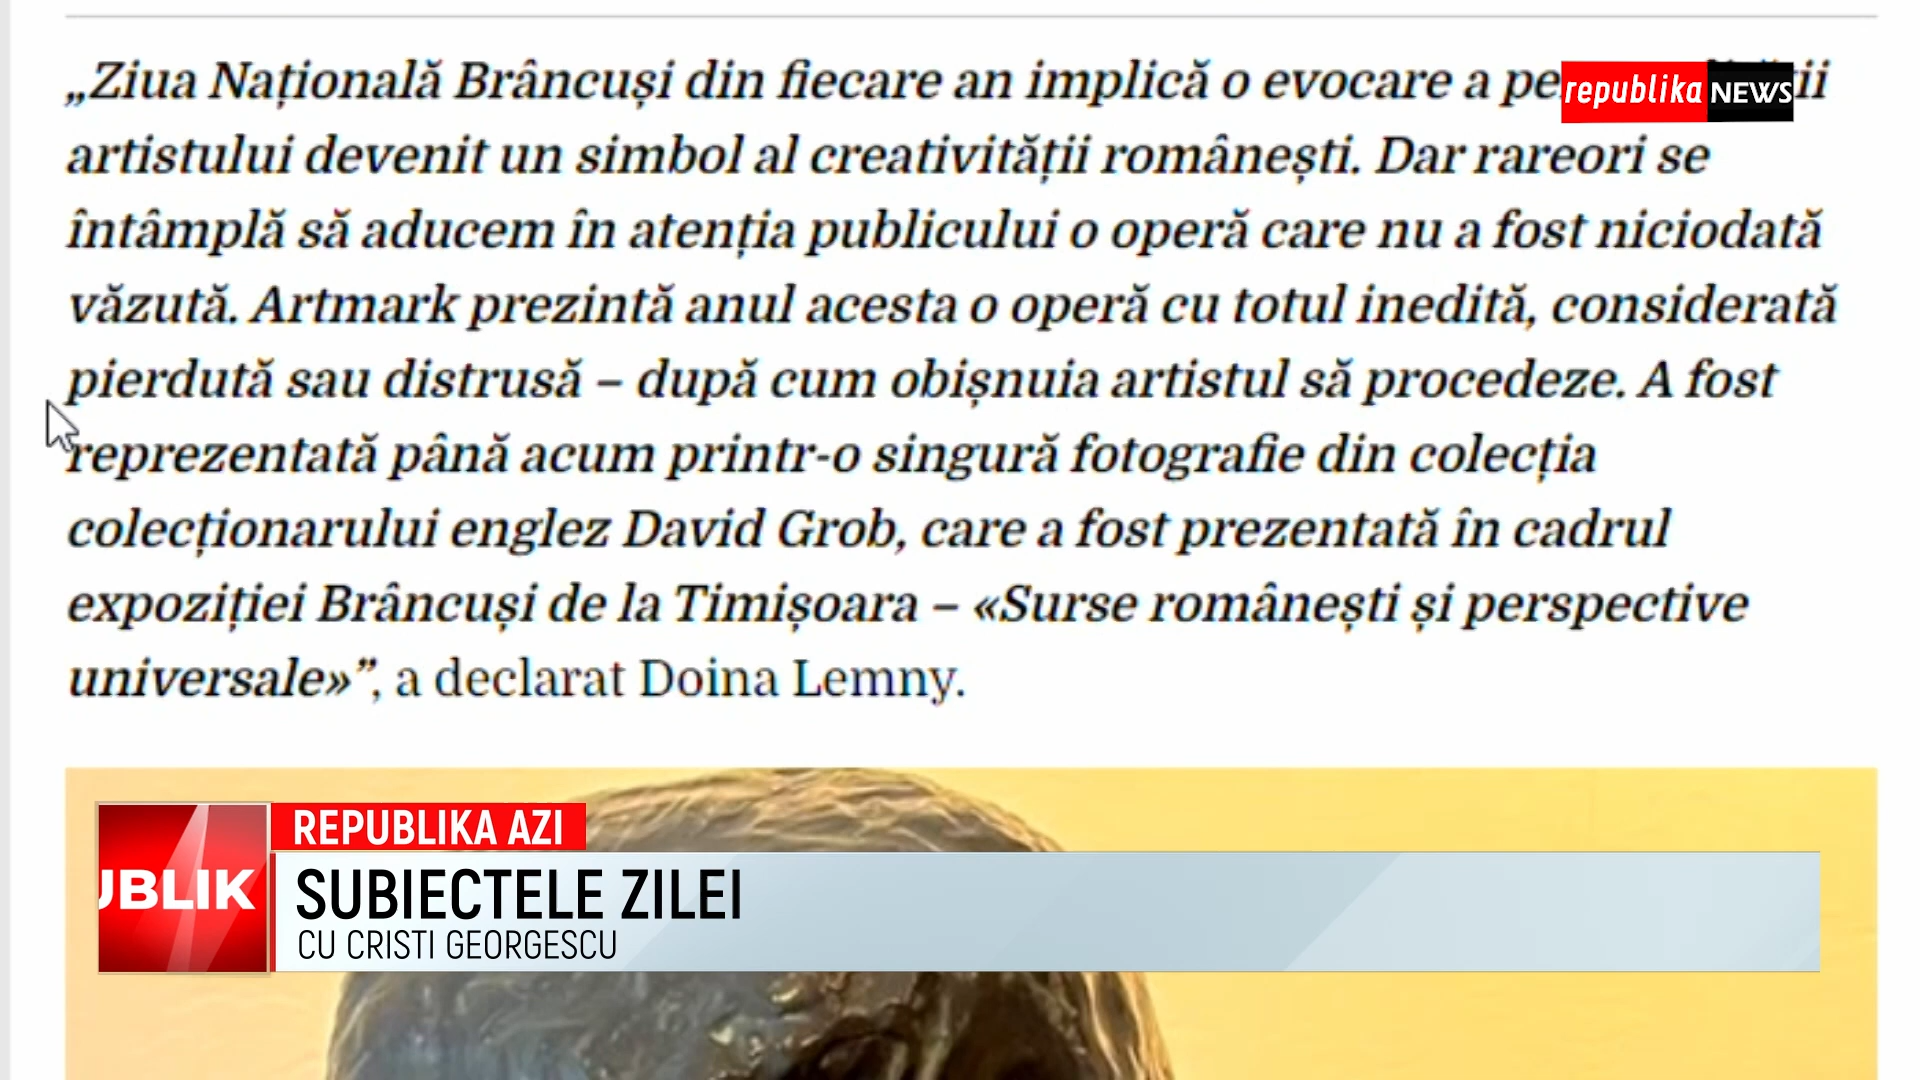 „Ziua Națională Brâncuși din fiecare an implică o evocare a
republika NEWS
artistului devenit un simbol al creativității românești. Dar rareori se
întâmplă să aducem în atenția publicului o operă care nu a fost niciodată
văzută. Artmark prezintă anul acesta o operă cu totul inedită, considerată
pierdută sau distrusă – după cum obișnuia artistul să procedeze. A fost
reprezentată până acum printr-o singură fotografie din colecția
colecționarului englez David Grob, care a fost prezentată în cadrul
expoziției Brâncuși de la Timișoara – «Surse românești și perspective
universale»”, a declarat Doina Lemny.
REPUBLIKA AZI
UBLIK
SUBIECTELE ZILEI
CU CRISTI GEORGESCU